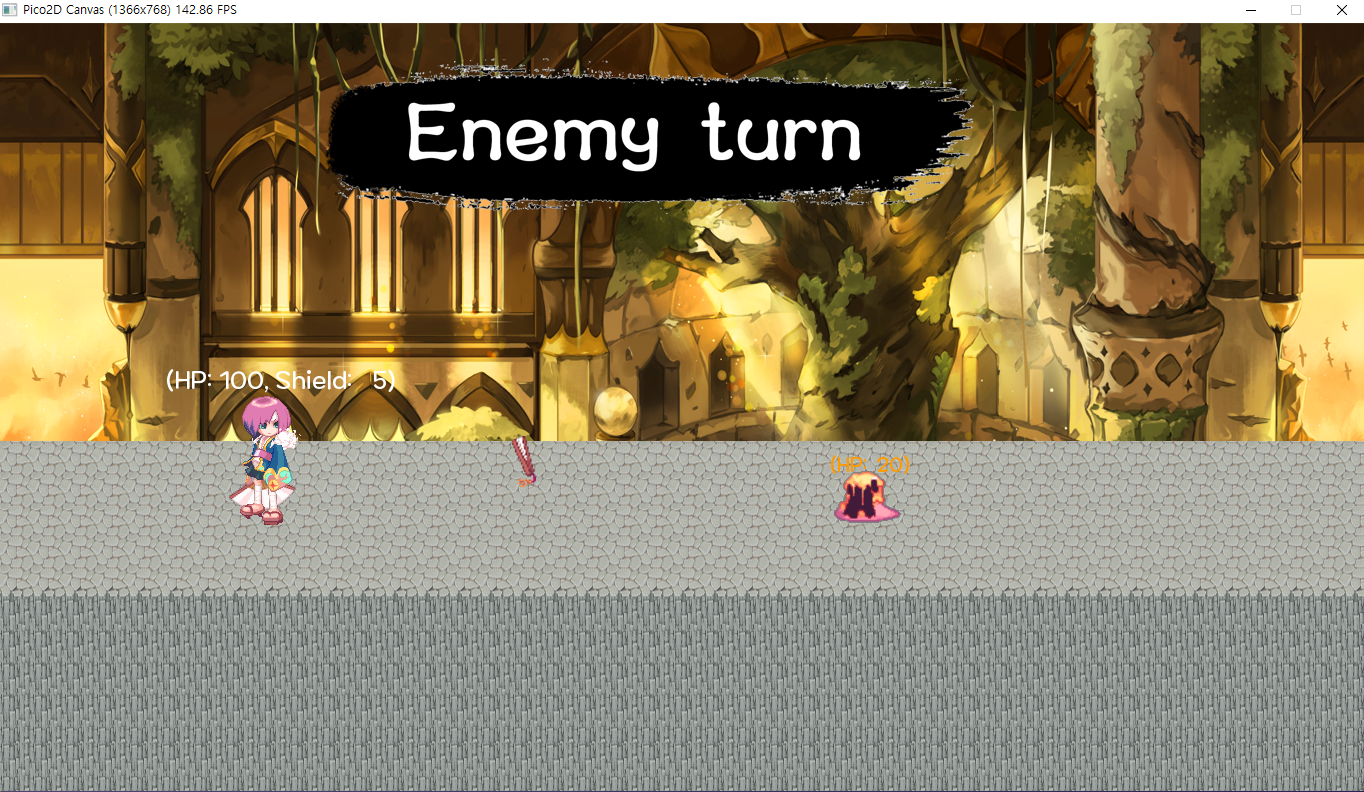 Pico2D Canvas (1366x768) 142.86 FPS
Enemy turn
(HP: 100, Shield: 5)
(HP: 20)